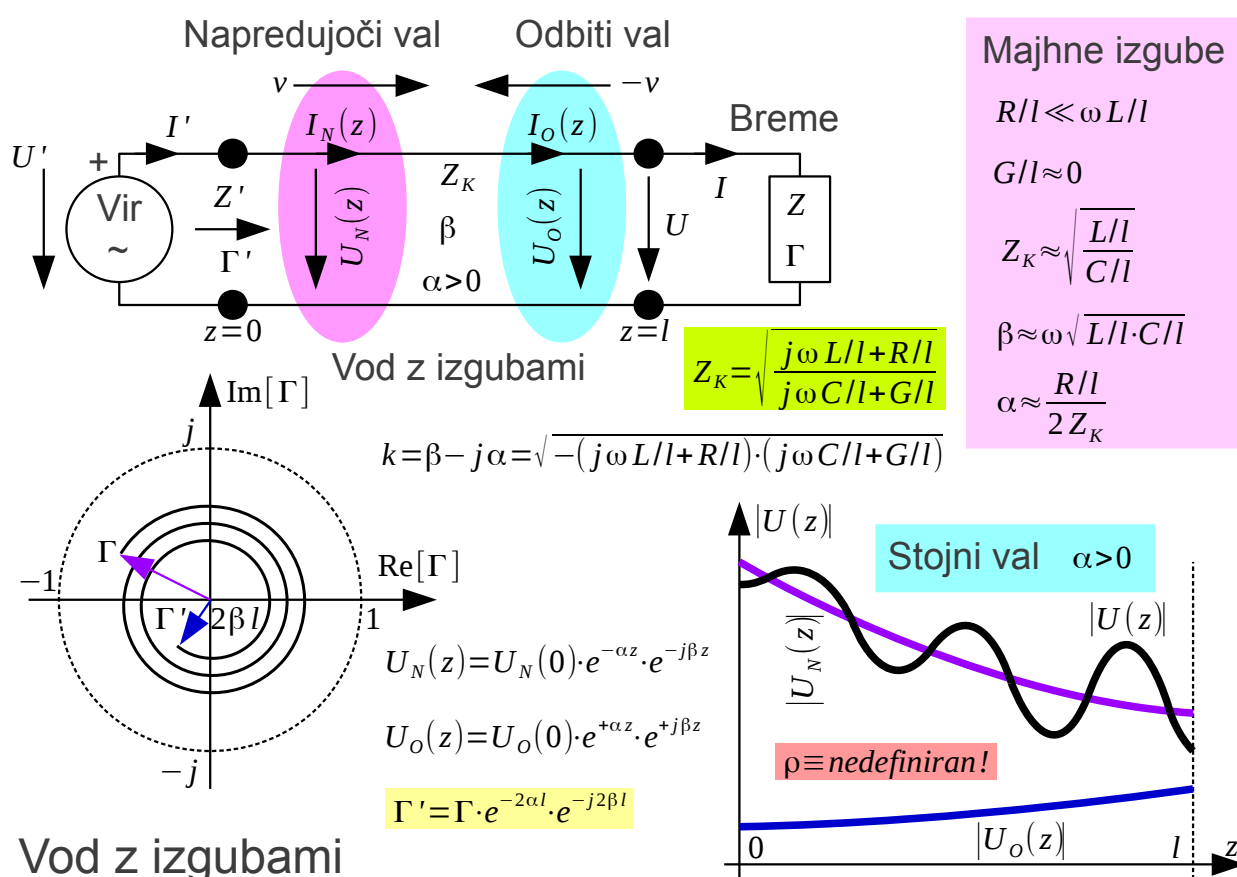 Napredujoči val
Odbiti val
v
−v
I'
I_N(z)
I_O(z)
Breme
U'
+
Vir
~
Z'
Γ'
U_N(z)
Z_K
β
α>0
U_O(z)
U
I
Z
Γ
z=0
z=l
Vod z izgubami
Majhne izgube
R/l≪ωL/l
G/l≈0
Z_K≈√((L/l)/(C/l))
β≈ω√(L/l·C/l)
α≈(R/l)/(2Z_K)
Z_K=√((jωL/l+R/l)/(jωC/l+G/l))
k=β−jα=√(−(jωL/l+R/l)·(jωC/l+G/l))
Im[Γ]
j
Γ
−1
Γ'
2βl
Re[Γ]
1
−j
U_N(z)=U_N(0)·e^(−αz)·e^(−jβz)
U_O(z)=U_O(0)·e^(+αz)·e^(+jβz)
Γ'=Γ·e^(−2αl)·e^(−j2βl)
|U(z)|
Stojni val α>0
|U_N(z)|
|U(z)|
ρ≡nedefiniran!
|U_O(z)|
0
l
z
Vod z izgubami